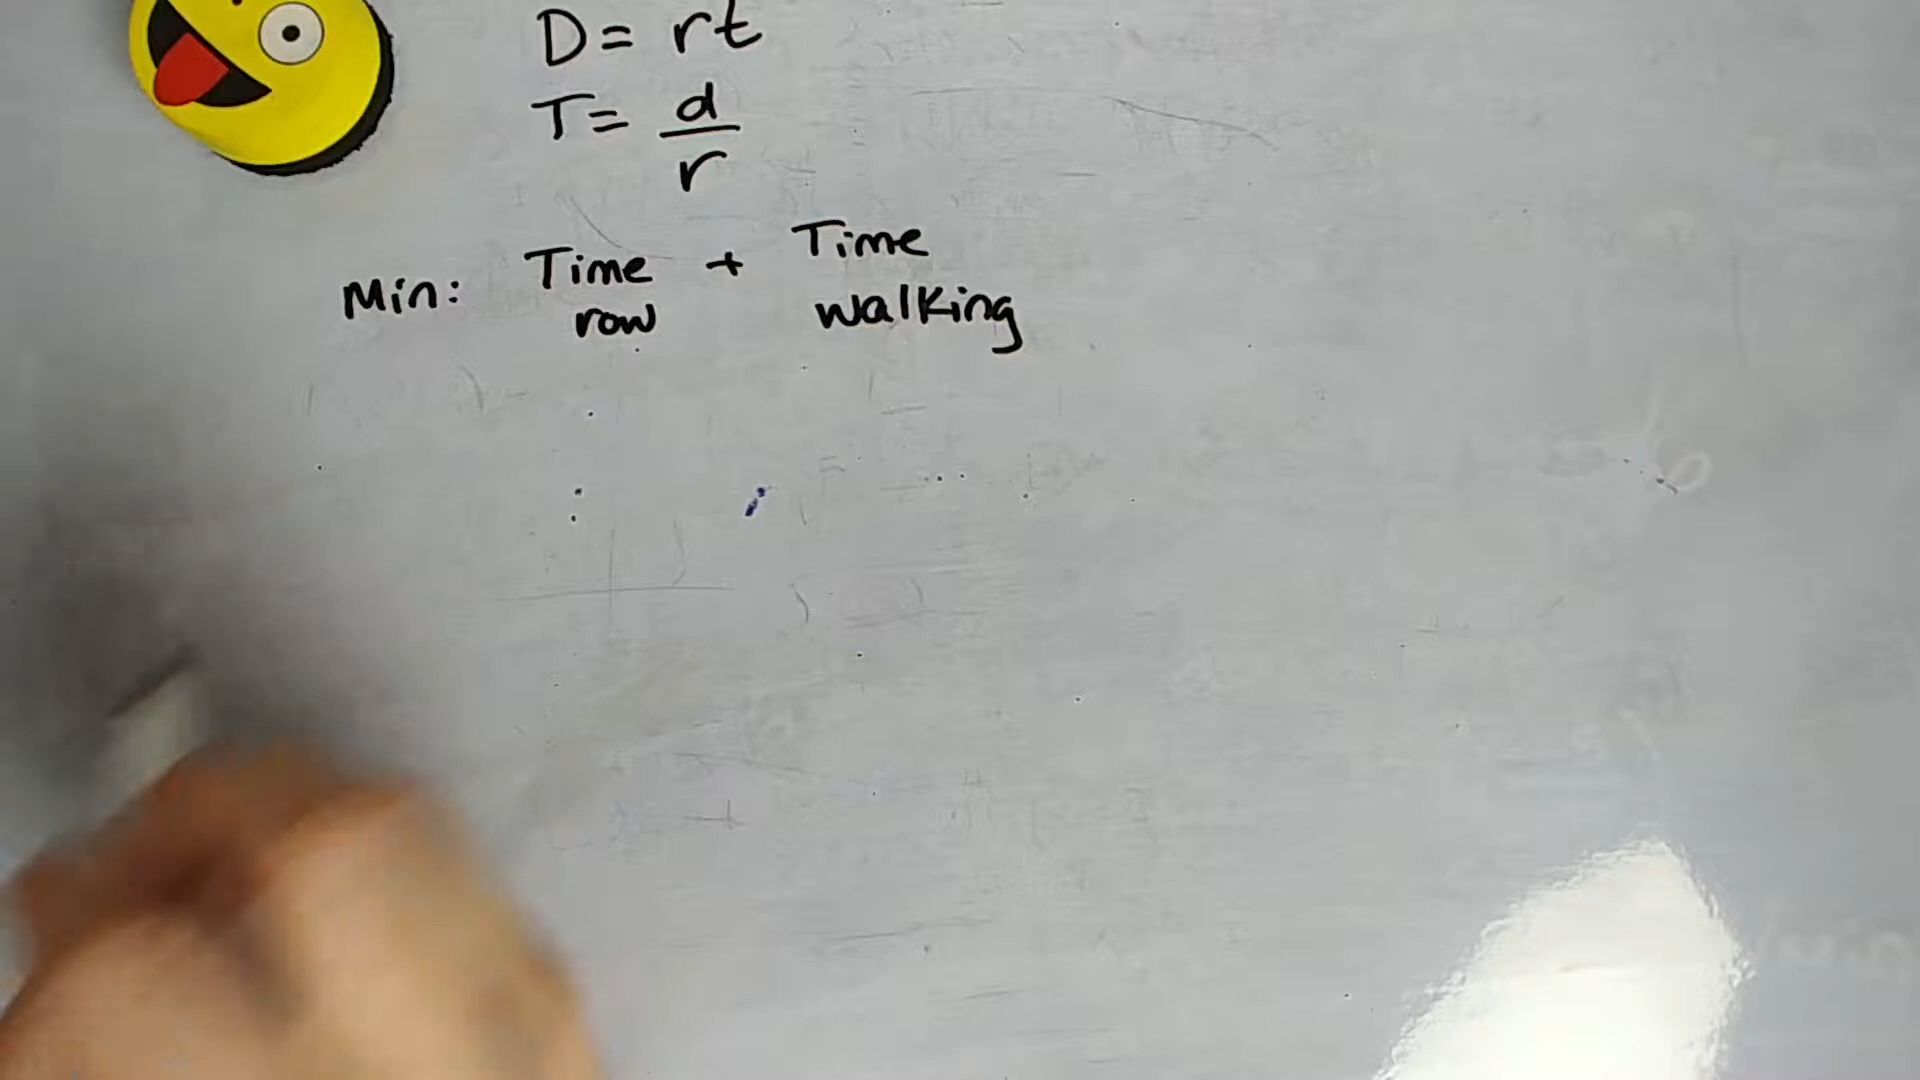 D = rt
T = d/r
Min: Time row + Time walking